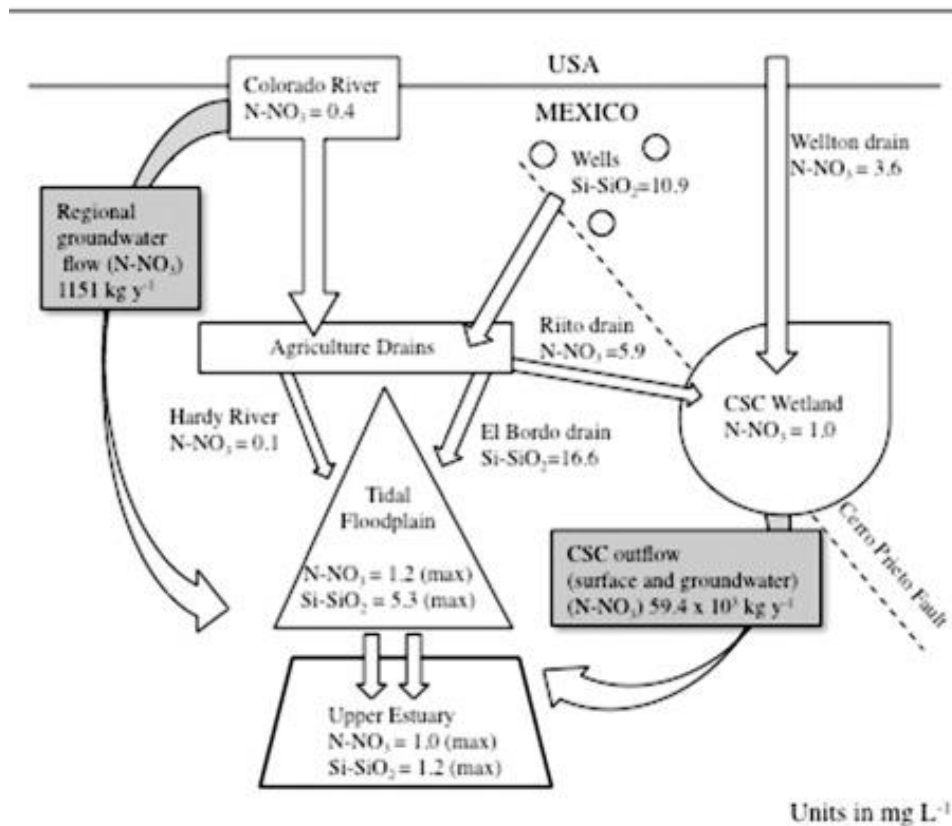 USA
Colorado River
N-NO₃ = 0.4
MEXICO
Wells
Si-SiO₂=10.9
Wellton drain
N-NO₃ = 3.6
Regional
groundwater
flow (N-NO₃)
1151 kg y⁻¹
Agriculture Drains
Riito drain
N-NO₃=5.9
Hardy River
N-NO₃ = 0.1
El Bordo drain
Si-SiO₂=16.6
CSC Wetland
N-NO₃ = 1.0
Tidal
Floodplain
N-NO₃ = 1.2 (max)
Si-SiO₂ = 5.3 (max)
CSC outflow
(surface and groundwater)
(N-NO₃) 59.4 x 10³ kg y⁻¹
Cerro Prieto Fault
Upper Estuary
N-NO₃ = 1.0 (max)
Si-SiO₂ = 1.2 (max)
Units in mg L⁻¹